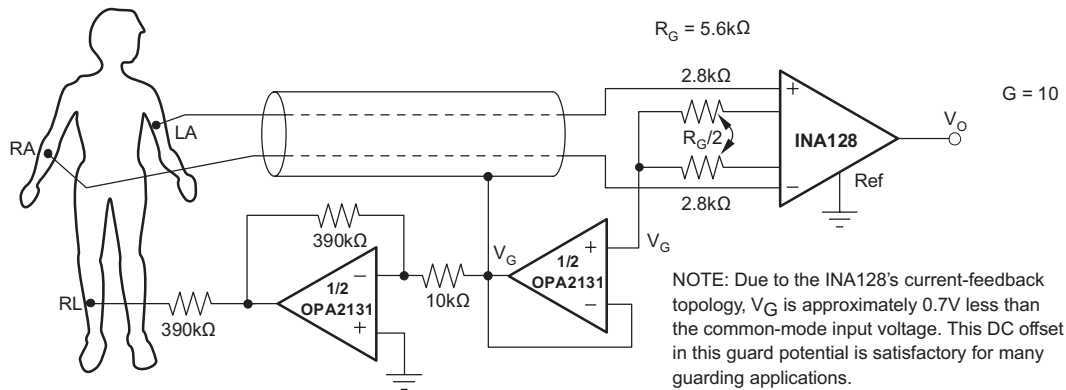 R_G = 5.6kΩ
2.8kΩ
G = 10
LA
RA
+
INA128
V_O
R_G/2
–
Ref
2.8kΩ
390kΩ
V_G
+
1/2
OPA2131
–
V_G
–
1/2
OPA2131
+
10kΩ
RL
390kΩ
NOTE: Due to the INA128's current-feedback
topology, V_G is approximately 0.7V less than
the common-mode input voltage. This DC offset
in this guard potential is satisfactory for many
guarding applications.